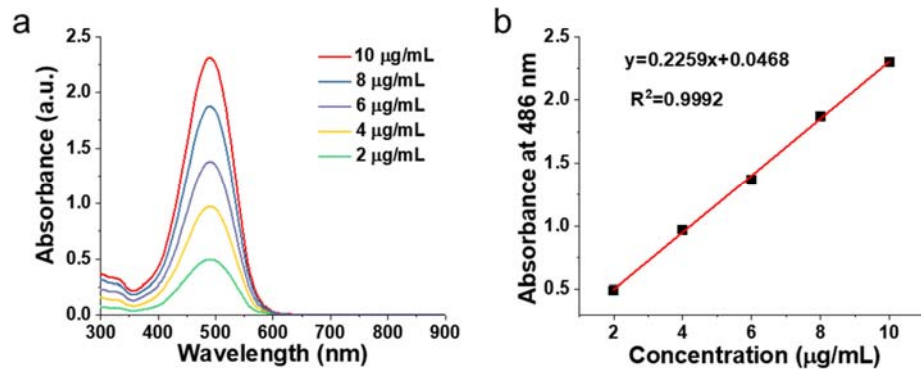 a
2.5
2.0
1.5
1.0
0.5
0.0
Absorbance (a.u.)
300 400 500 600 700 800 900
Wavelength (nm)
10 μg/mL
8 μg/mL
6 μg/mL
4 μg/mL
2 μg/mL
b
2.5
2.0
1.5
1.0
0.5
Absorbance at 486 nm
2 4 6 8 10
Concentration (μg/mL)
y=0.2259x+0.0468
R²=0.9992